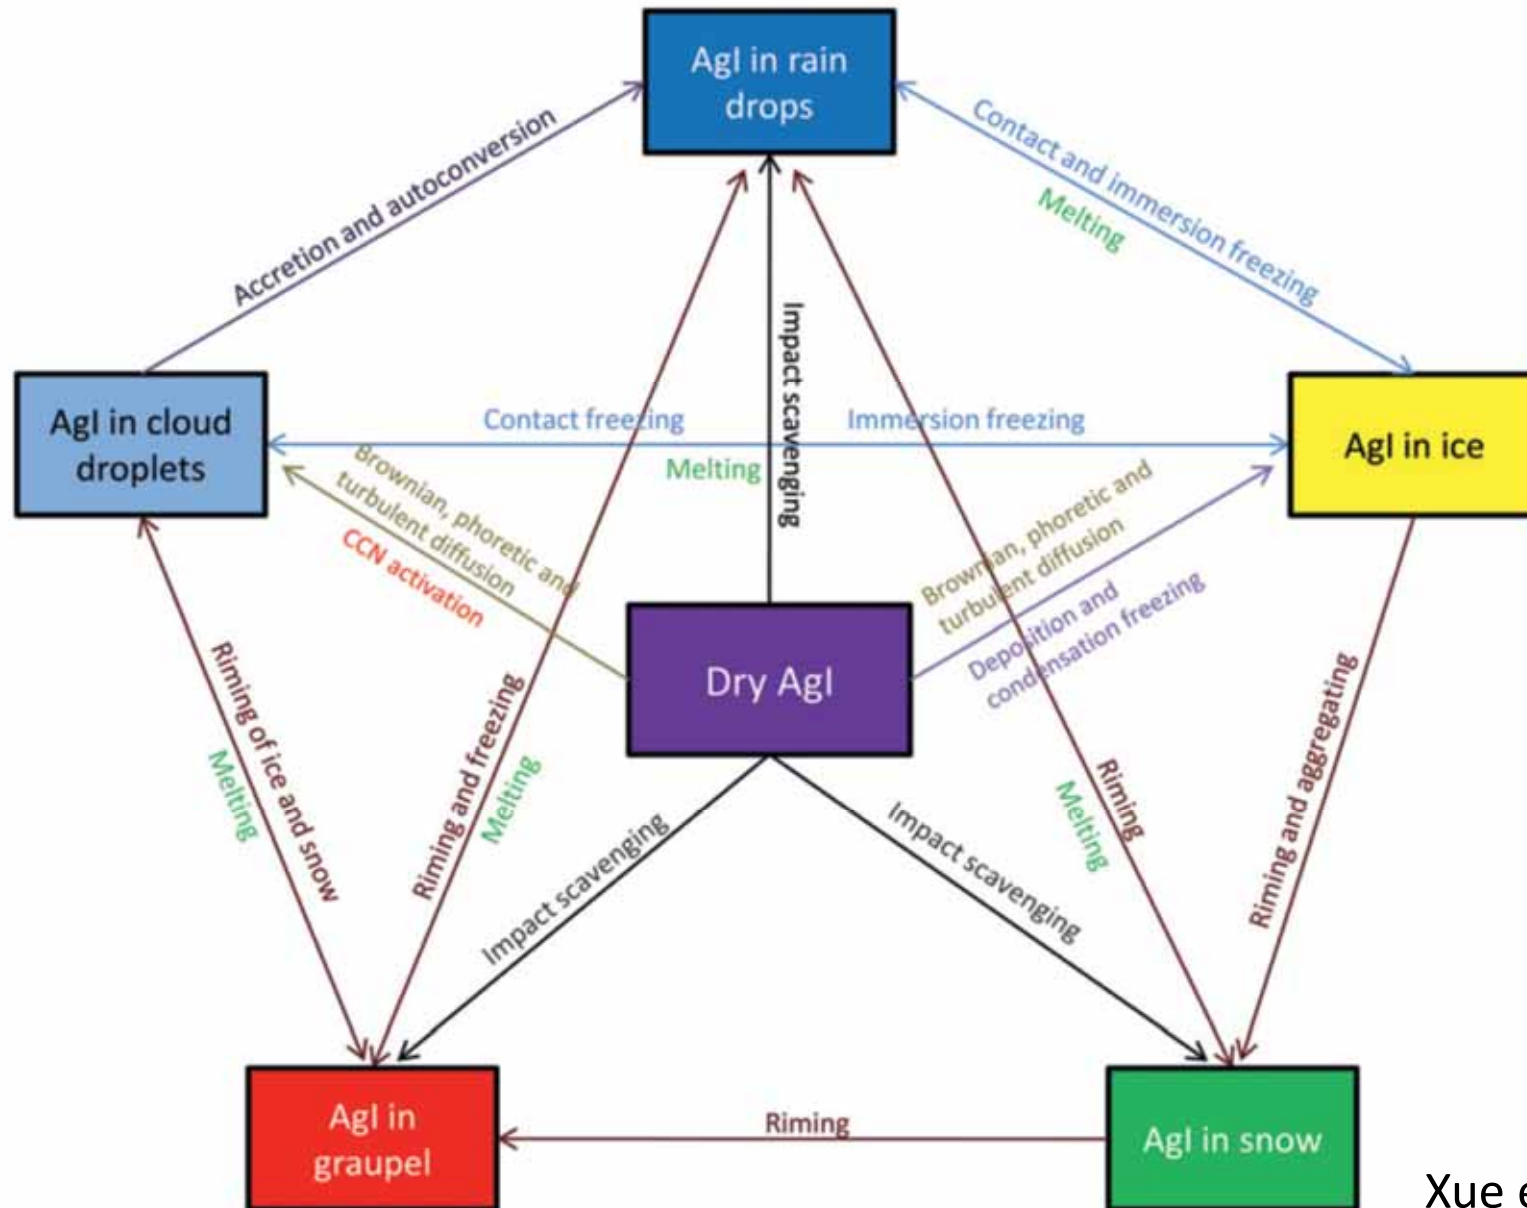 AgI in rain
drops
Accretion and autoconversion
Contact and immersion freezing
Melting
Impact scavenging
AgI in cloud
droplets
Contact freezing
Immersion freezing
Melting
AgI in ice
Brownian, phoretic and
turbulent diffusion
CCN activation
Brownian, phoretic and
turbulent diffusion
Deposition and
condensation freezing
Dry AgI
Riming of ice and snow
Melting
Riming and freezing
Melting
Impact scavenging
Impact scavenging
Riming
Melting
Riming and aggregating
AgI in
graupel
Riming
AgI in snow
Xue e